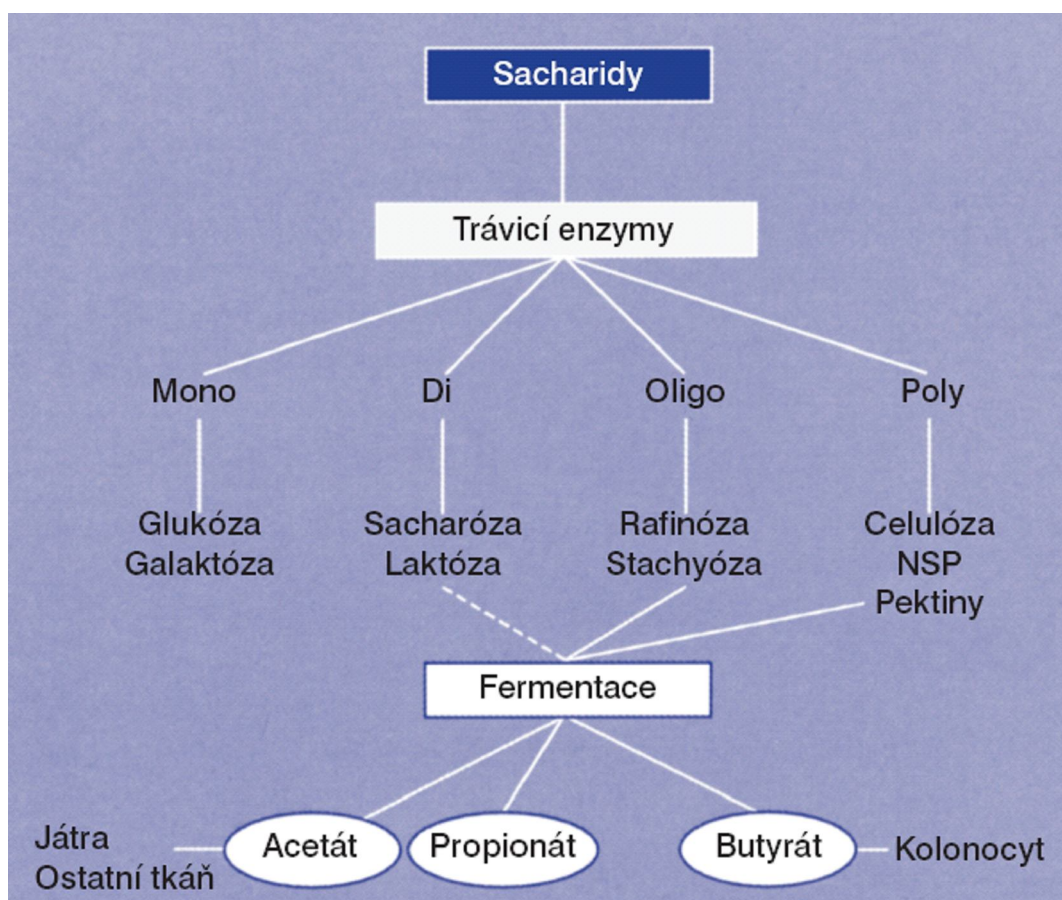 Sacharidy
Trávicí enzymy
Mono
Di
Oligo
Poly
Glukóza
Galaktóza
Sacharóza
Laktóza
Rafinóza
Stachyóza
Celulóza
NSP
Pektiny
Fermentace
Játra
Ostatní tkáň
Acetát
Propionát
Butyrát
Kolonocyt